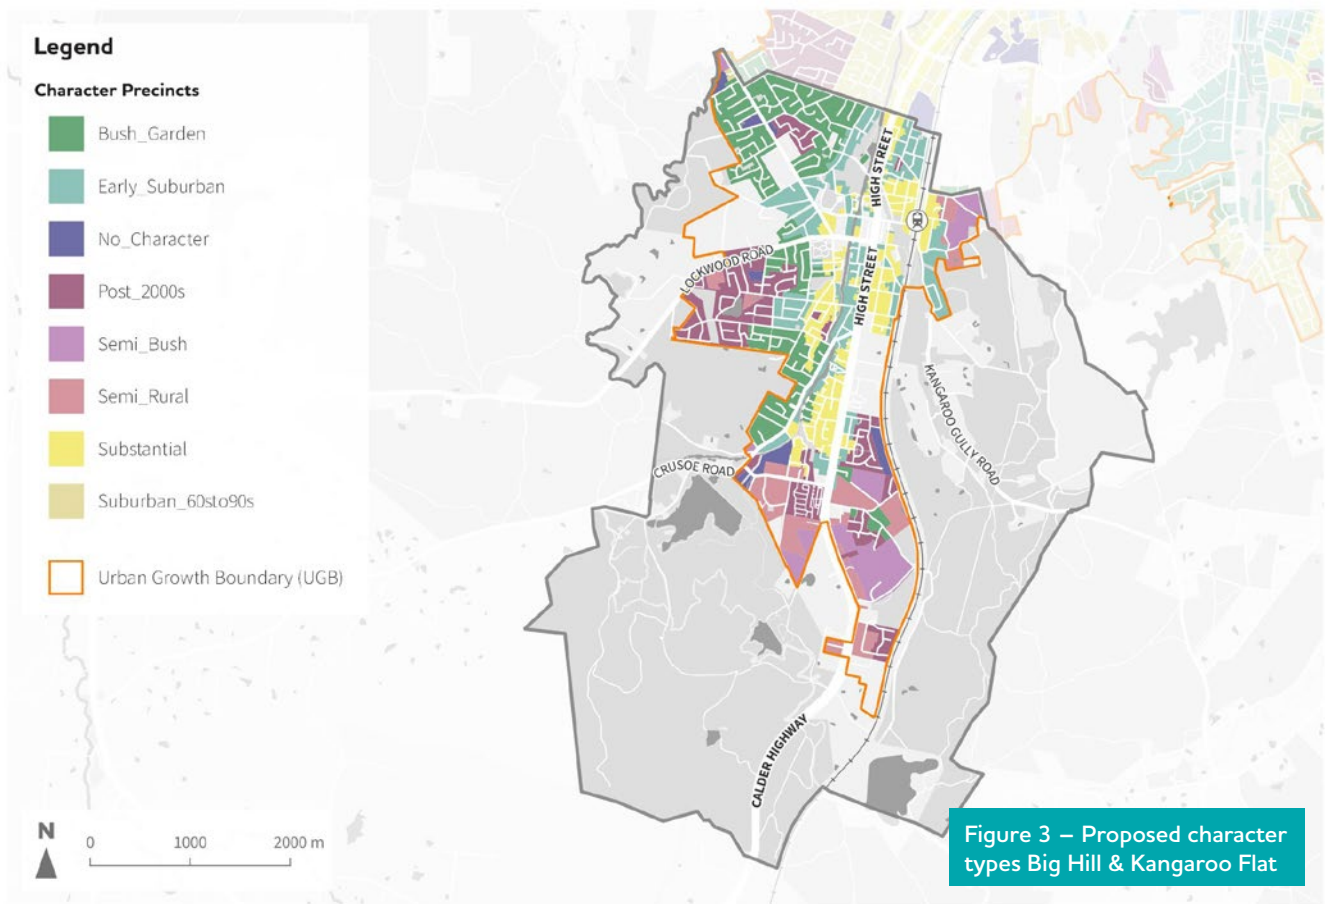 Legend
Character Precincts
Bush_Garden
Early_Suburban
No_Character
Post_2000s
Semi_Bush
Semi_Rural
Substantial
Suburban_60sto90s
Urban Growth Boundary (UGB)
HIGH STREET
LOCKWOOD ROAD
HIGH STREET
KANGAROO GULLY ROAD
CRUSOE ROAD
CALDER HIGHWAY
N
0 1000 2000 m
Figure 3 – Proposed character
types Big Hill & Kangaroo Flat